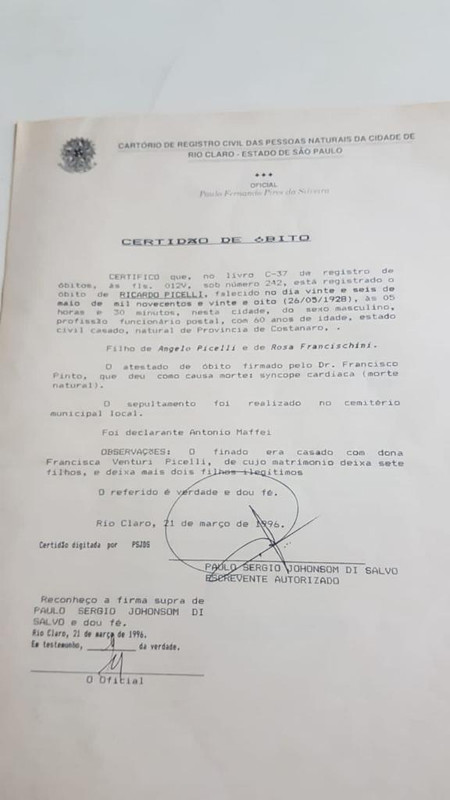 CARTÓRIO DE REGISTRO CIVIL DAS PESSOAS NATURAIS DA CIDADE DE
RIO CLARO - ESTADO DE SÃO PAULO
OFICIAL
Paulo Fernando Pires da Silveira
CERTIDÃO DE ÓBITO
CERTIFICO que, no livro C-37 de registro de
óbitos, às fls. 012V, sob número 242, está registrado o
óbito de RICARDO PICELLI, falecido no dia vinte e seis de
maio de mil novecentos e vinte e oito (26/05/1928), às 05
horas e 30 minutos, nesta cidade, do sexo masculino,
profissão funcionário postal, com 60 anos de idade, estado
civil casado, natural de Provincia de Costanaro, .
Filho de Angelo Picelli e de Rosa Francischini.
O atestado de óbito firmado pelo Dr. Francisco
Pinto, que deu como causa morte: syncope cardiaca (morte
natural).
O sepultamento foi realizado no cemitério
municipal local.
Foi declarante Antonio Maffei
OBSERVAÇÕES: O finado era casado com dona
Francisca Venturi Picelli, de cujo matrimonio deixa sete
filhos, e deixa mais dois filhos ilegitimos
O referido é verdade e dou fé.
Rio Claro, 21 de março de 1996.
Certidão digitada por PSJDS
PAULO SERGIO JOHONSOM DI SALVO
ESCREVENTE AUTORIZADO
Reconheço a firma supra de
PAULO SERGIO JOHONSOM DI
SALVO e dou fé.
Rio Claro, 21 de março de 1996.
Em testemunho, da verdade.
O Oficial